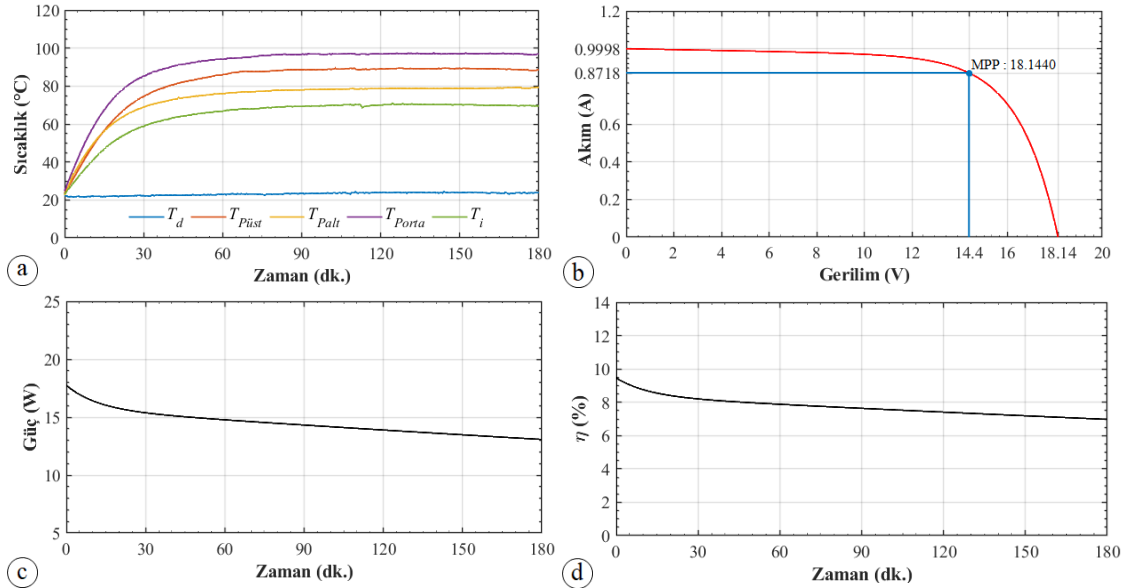 120
100
80
60
40
20
0
Sıcaklık (°C)
T_d T_Püst T_Palt T_Porta T_i
0 30 60 90 120 150 180
Zaman (dk.)
a
1.2
0.9998
0.8718
0.6
0.4
0.2
0
Akım (A)
MPP : 18.1440
0 2 4 6 8 10 12 14.4 16 18.14 20
Gerilim (V)
b
25
20
15
10
5
Güç (W)
0 30 60 90 120 150 180
Zaman (dk.)
c
14
12
10
8
6
4
2
0
η (%)
0 30 60 90 120 150 180
Zaman (dk.)
d